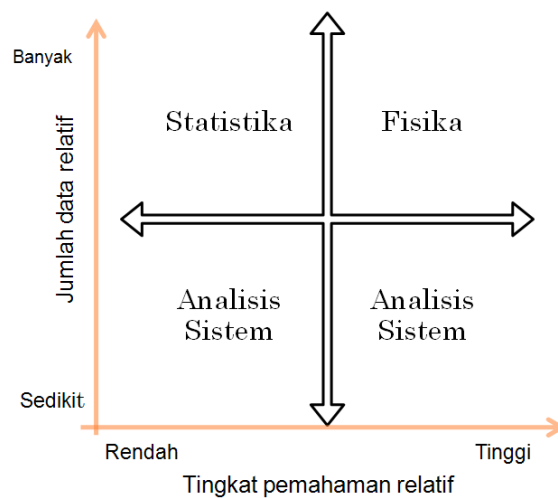 Banyak
Jumlah data relatif
Statistika
Fisika
Analisis
Sistem
Analisis
Sistem
Sedikit
Rendah
Tinggi
Tingkat pemahaman relatif